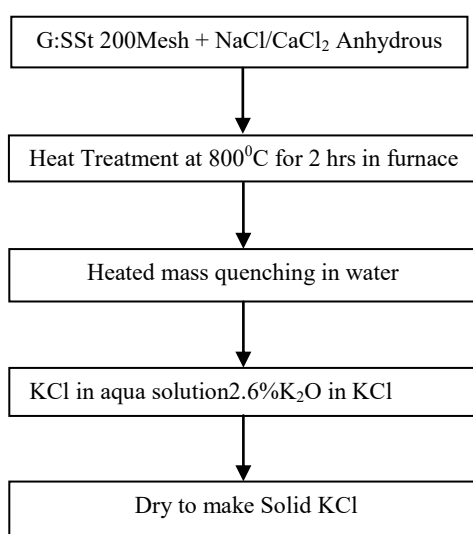 G:SSt 200Mesh + NaCl/CaCl₂ Anhydrous
Heat Treatment at 800⁰C for 2 hrs in furnace
Heated mass quenching in water
KCl in aqua solution2.6%K₂O in KCl
Dry to make Solid KCl